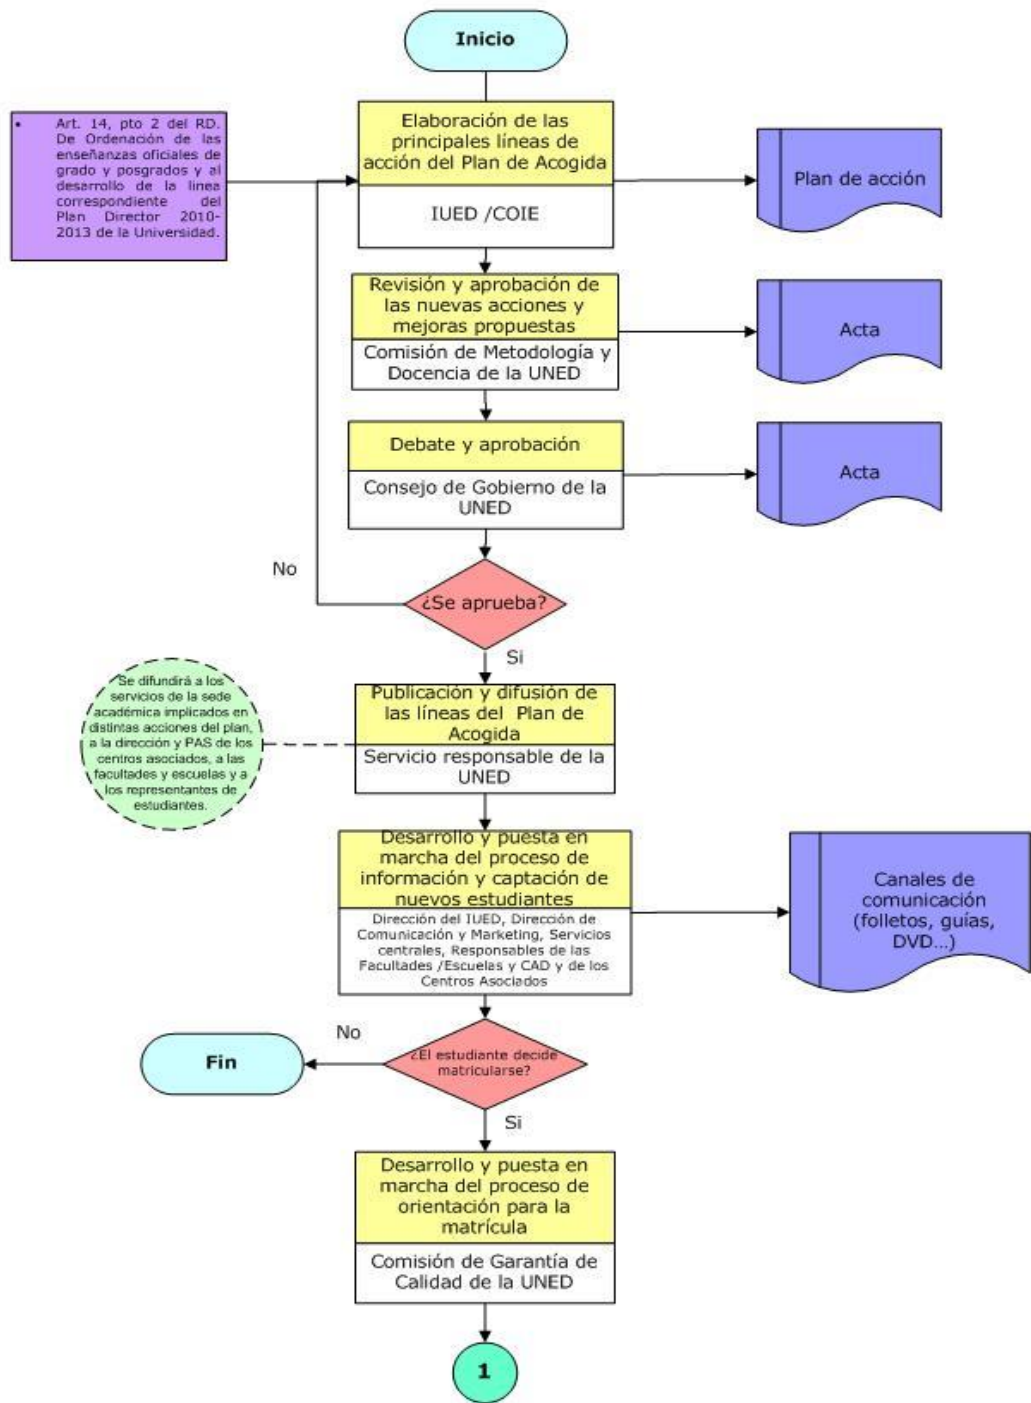 Inicio
• Art. 14, pto 2 del RD.
De Ordenación de las
enseñanzas oficiales de
grado y posgrados y al
desarrollo de la linea
correspondiente del
Plan Director 2010-
2013 de la Universidad.
Elaboración de las
principales líneas de
acción del Plan de Acogida
IUED /COIE
Plan de acción
Revisión y aprobación de
las nuevas acciones y
mejoras propuestas
Comisión de Metodología y
Docencia de la UNED
Acta
Debate y aprobación
Consejo de Gobierno de la
UNED
Acta
No
¿Se aprueba?
Si
Se difundirá a los
servicios de la sede
académica implicados en
distintas acciones del plan,
a la dirección y PAS de los
centros asociados, a las
facultades y escuelas y a
los representantes de
estudiantes.
Publicación y difusión de
las líneas del Plan de
Acogida
Servicio responsable de la
UNED
Desarrollo y puesta en
marcha del proceso de
información y captación de
nuevos estudiantes
Dirección del IUED, Dirección de
Comunicación y Marketing, Servicios
centrales, Responsables de las
Facultades /Escuelas y CAD y de los
Centros Asociados
Canales de
comunicación
(folletos, guías,
DVD...)
No
¿El estudiante decide
matricularse?
Fin
Si
Desarrollo y puesta en
marcha del proceso de
orientación para la
matrícula
Comisión de Garantía de
Calidad de la UNED
1